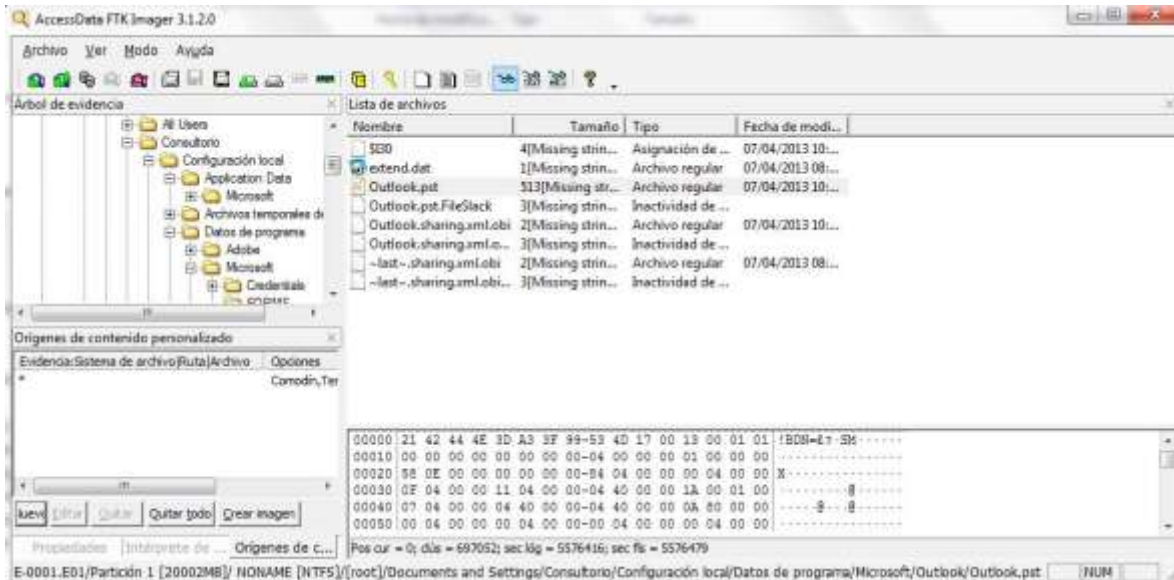 AccessData FTK Imager 3.1.2.0
Archivo Ver Modo Ayuda
Árbol de evidencia
All Users
Consultorio
Configuración local
Application Data
Microsoft
Archivos temporales de
Datos de programa
Adobe
Microsoft
Credentials
Lista de archivos
Nombre Tamaño Tipo Fecha de modi...
$I30 4[Missing strin... Asignación de ... 07/04/2013 10:...
extend.dat 1[Missing strin... Archivo regular 07/04/2013 08:...
Outlook.pst 513[Missing str... Archivo regular 07/04/2013 10:...
Outlook.pst.FileSlack 3[Missing strin... Inactividad de ...
Outlook.sharing.xml.obi 2[Missing strin... Archivo regular 07/04/2013 10:...
Outlook.sharing.xml.o... 3[Missing strin... Inactividad de ...
~last~.sharing.xml.obi 2[Missing strin... Archivo regular 07/04/2013 08:...
~last~.sharing.xml.obi... 3[Missing strin... Inactividad de ...
Orígenes de contenido personalizado
Evidencia:Sistema de archivo|Ruta|Archivo Opciones
* Comodín,Ter
Editar Quitar Quitar todo Crear imagen
Propiedades Intérprete de ... Orígenes de c...
00000 21 42 44 4E 3D A3 3F 99-53 4D 17 00 13 00 01 01 !BDN=£?·SM······
00010 00 00 00 00 00 00 00 00-04 00 00 00 01 00 00 00
00020 58 0E 00 00 00 00 00 00-84 04 00 00 00 04 00 00 X
00030 0F 04 00 00 11 04 00 00-04 40 00 00 1A 00 01 00
00040 07 04 00 00 04 40 00 00-04 40 00 00 0A 80 00 00
00050 00 04 00 00 00 04 00 00-00 04 00 00 00 04 00 00
Pos cur = 0; clús = 697052; sec lóg = 5576416; sec fís = 5576479
E-0001.E01/Partición 1 [20002MB]/ NONAME [NTFS]/[root]/Documents and Settings/Consultorio/Configuración local/Datos de programa/Microsoft/Outlook/Outlook.pst NUM